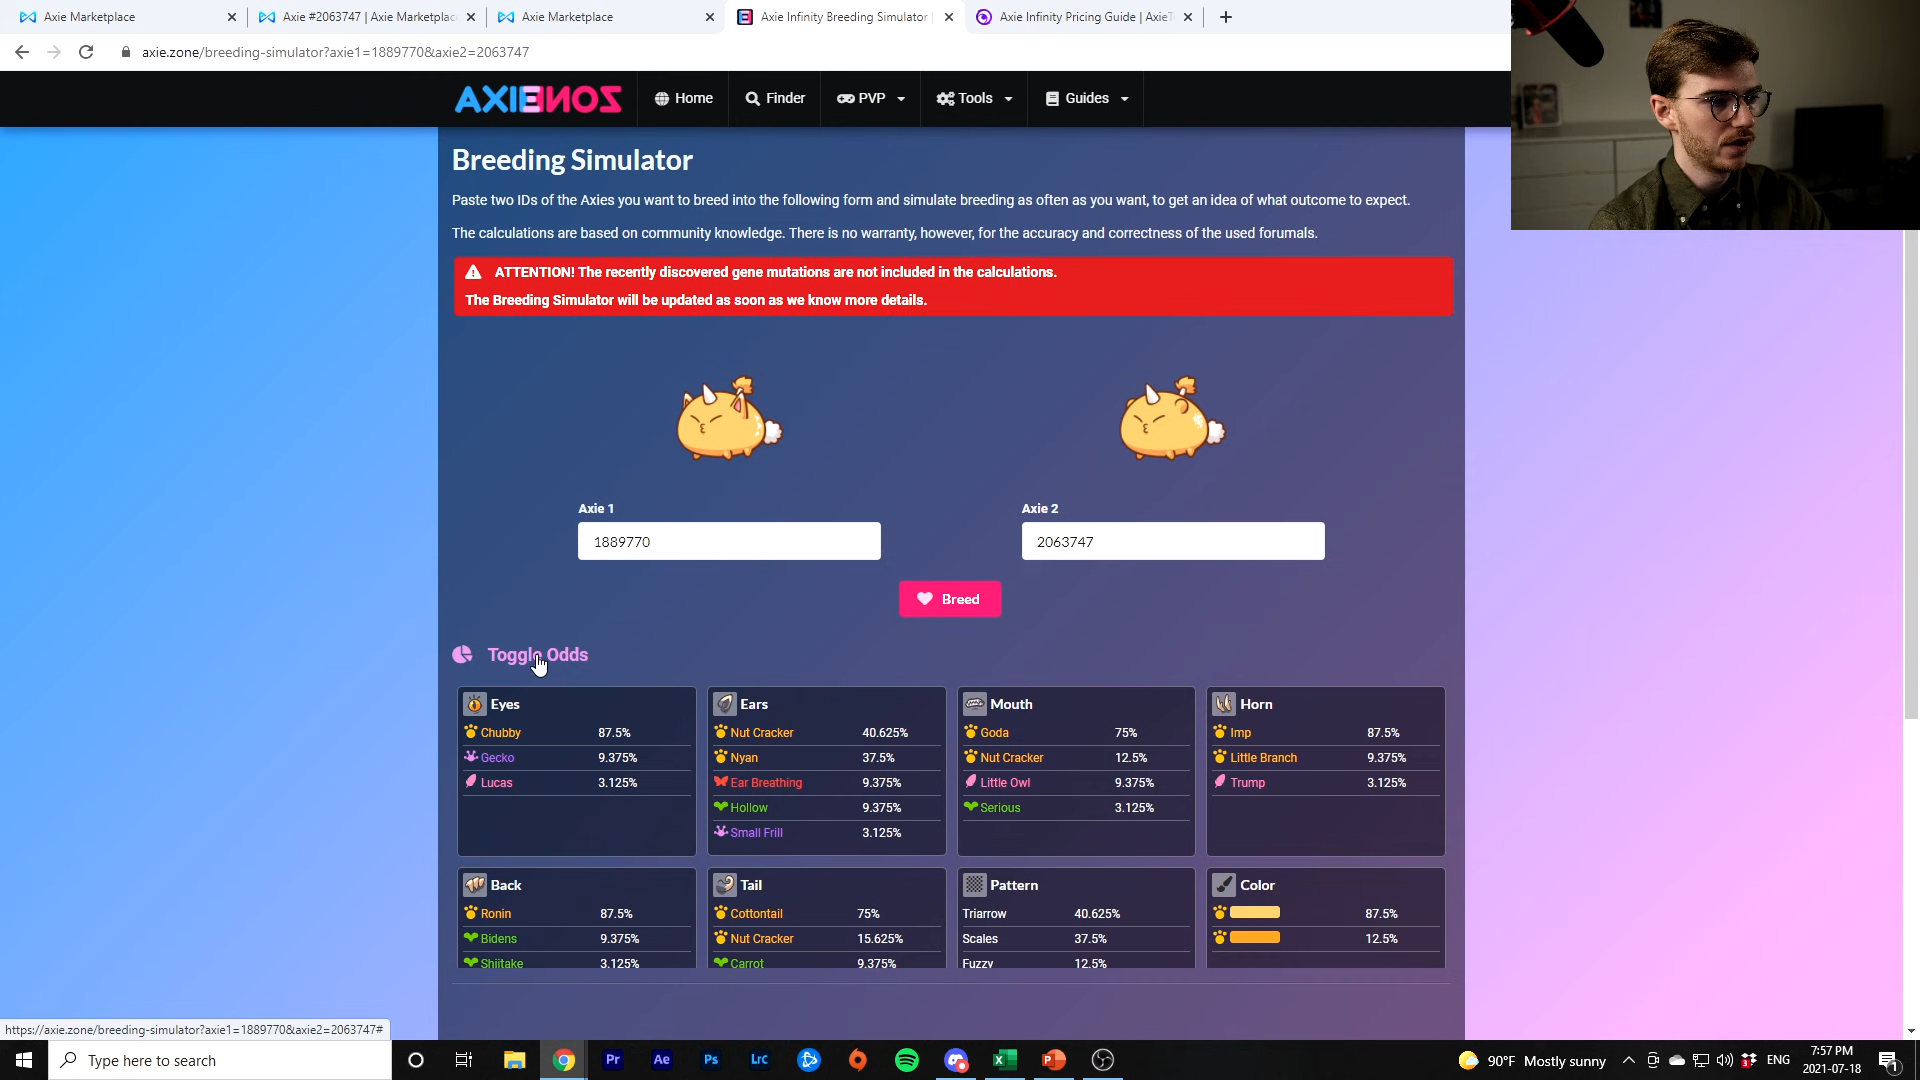 Axie Marketplace
Axie #2063747 | Axie Marketplac
Axie Marketplace
Axie Infinity Breeding Simulator |
Axie Infinity Pricing Guide | AxieT
axie.zone/breeding-simulator?axie1=1889770&axie2=2063747
AXIE ZONE
Home
Finder
PVP
Tools
Guides
Breeding Simulator
Paste two IDs of the Axies you want to breed into the following form and simulate breeding as often as you want, to get an idea of what outcome to expect.
The calculations are based on community knowledge. There is no warranty, however, for the accuracy and correctness of the used forumals.
ATTENTION! The recently discovered gene mutations are not included in the calculations.
The Breeding Simulator will be updated as soon as we know more details.
Axie 1
Axie 2
1889770
2063747
Breed
Toggle Odds
Eyes
Chubby 87.5%
Gecko 9.375%
Lucas 3.125%
Ears
Nut Cracker 40.625%
Nyan 37.5%
Ear Breathing 9.375%
Hollow 9.375%
Small Frill 3.125%
Mouth
Goda 75%
Nut Cracker 12.5%
Little Owl 9.375%
Serious 3.125%
Horn
Imp 87.5%
Little Branch 9.375%
Trump 3.125%
Back
Ronin 87.5%
Bidens 9.375%
Shiitake 3.125%
Tail
Cottontail 75%
Nut Cracker 15.625%
Carrot 9.375%
Pattern
Triarrow 40.625%
Scales 37.5%
Fuzzy 12.5%
Color
87.5%
12.5%
https://axie.zone/breeding-simulator?axie1=1889770&axie2=2063747#
Type here to search
Pr
Ae
Ps
Lrc
90°F Mostly sunny
3
ENG
7:57 PM
2021-07-18
1